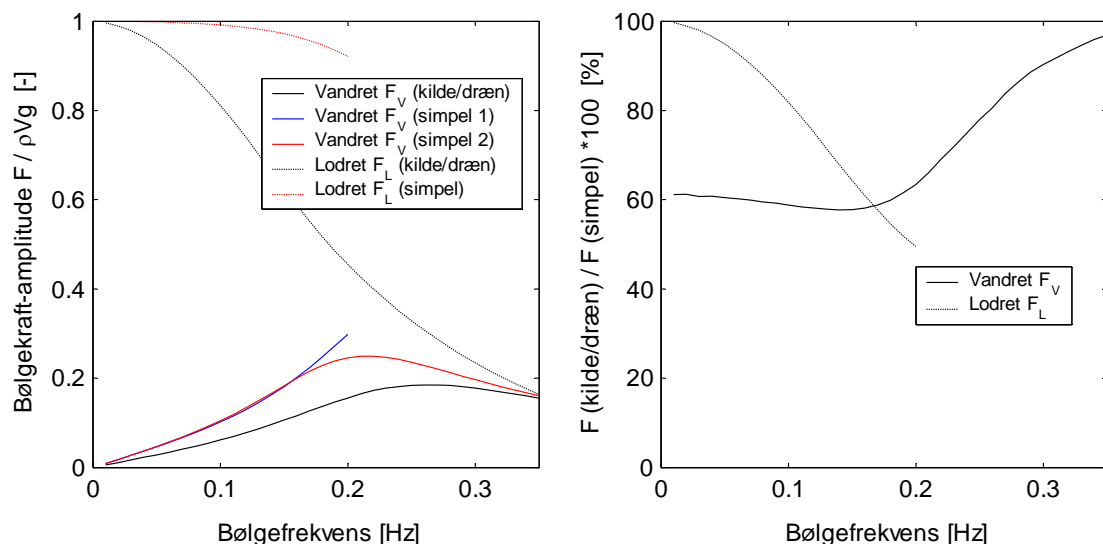 Bølgekraft-amplitude F / ρVg [-]
1
0.8
0.6
0.4
0.2
0
Vandret F_V (kilde/dræn)
Vandret F_V (simpel 1)
Vandret F_V (simpel 2)
Lodret F_L (kilde/dræn)
Lodret F_L (simpel)
0 0.1 0.2 0.3
Bølgefrekvens [Hz]
F (kilde/dræn) / F (simpel) *100 [%]
100
80
60
40
20
0
Vandret F_V
Lodret F_L
0 0.1 0.2 0.3
Bølgefrekvens [Hz]